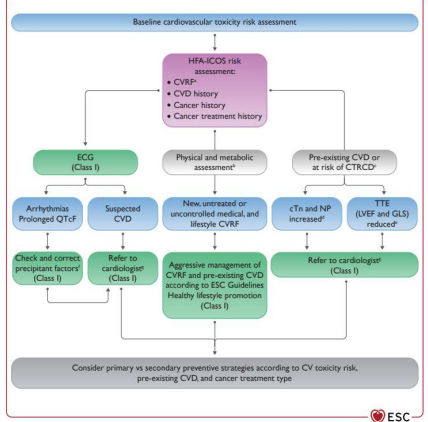 Baseline cardiovascular toxicity risk assessment
HFA-ICOS risk
assessment:
• CVRFᵃ
• CVD history
• Cancer history
• Cancer treatment history
ECG
(Class I)
Physical and metabolic
assessmentᵇ
Pre-existing CVD or
at risk of CTRCDᶜ
Arrhythmias
Prolonged QTcF
Suspected
CVD
New, untreated or
uncontrolled medical, and
lifestyle CVRF
cTn and NP
increasedᵈ
TTE
(LVEF and GLS)
reducedᵉ
Check and correct
precipitant factorsᶠ
(Class I)
Refer to
cardiologistᵍ
(Class I)
Aggressive management of
CVRF and pre-existing CVD
according to ESC Guidelines
Healthy lifestyle promotion
(Class I)
Refer to cardiologistᵍ
(Class I)
Consider primary vs secondary preventive strategies according to CV toxicity risk,
pre-existing CVD, and cancer treatment type
ESC